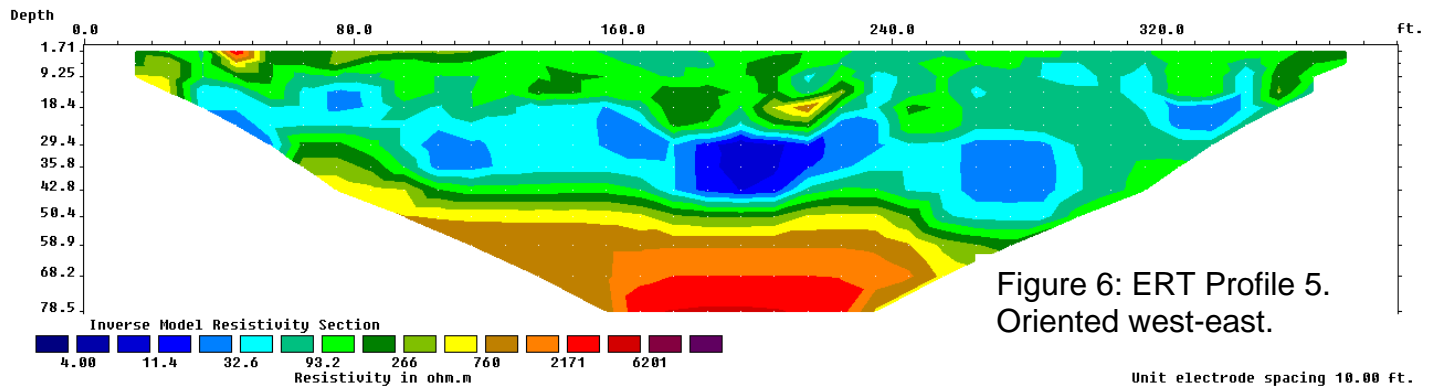 Depth
0.0 80.0 160.0 240.0 320.0 ft.
1.71
9.25
18.4
29.4
35.8
42.8
50.4
58.9
68.2
78.5
Figure 6: ERT Profile 5.
Oriented west-east.
Inverse Model Resistivity Section
4.00 11.4 32.6 93.2 266 760 2171 6201
Resistivity in ohm.m
Unit electrode spacing 10.00 ft.